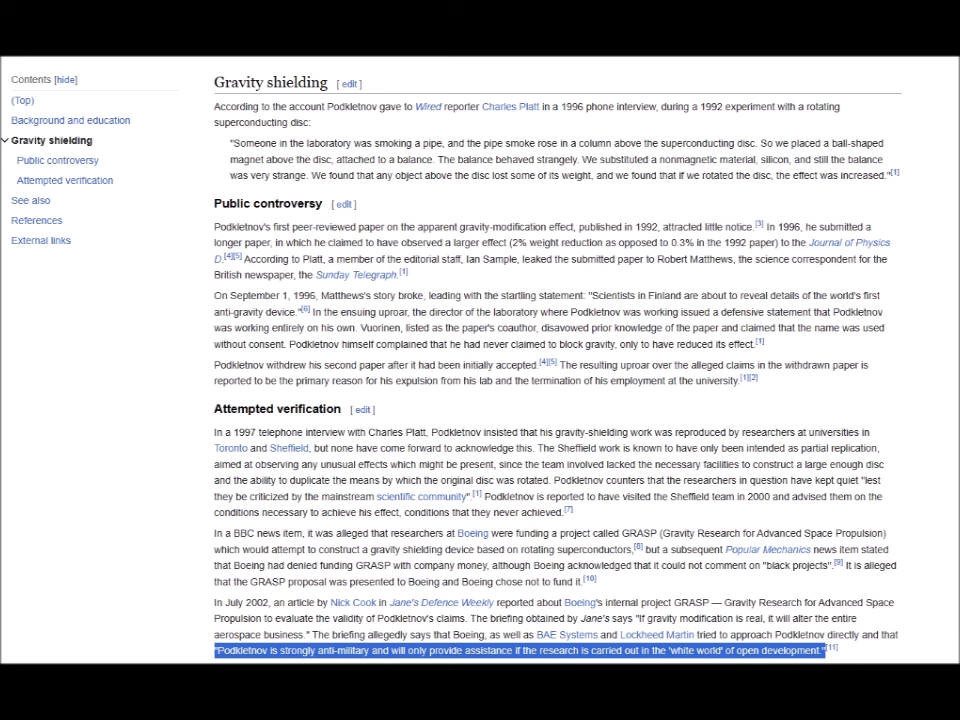 Contents [hide]
(Top)
Background and education
Gravity shielding
Public controversy
Attempted verification
See also
References
External links
Gravity shielding [ edit ]
According to the account Podkletnov gave to Wired reporter Charles Platt in a 1996 phone interview, during a 1992 experiment with a rotating
superconducting disc:
"Someone in the laboratory was smoking a pipe, and the pipe smoke rose in a column above the superconducting disc. So we placed a ball-shaped
magnet above the disc, attached to a balance. The balance behaved strangely. We substituted a nonmagnetic material, silicon, and still the balance
was very strange. We found that any object above the disc lost some of its weight, and we found that if we rotated the disc, the effect was increased."[1]
Public controversy [ edit ]
Podkletnov's first peer-reviewed paper on the apparent gravity-modification effect, published in 1992, attracted little notice.[3] In 1996, he submitted a
longer paper, in which he claimed to have observed a larger effect (2% weight reduction as opposed to 0.3% in the 1992 paper) to the Journal of Physics
D.[4][5] According to Platt, a member of the editorial staff, Ian Sample, leaked the submitted paper to Robert Matthews, the science correspondent for the
British newspaper, the Sunday Telegraph.[1]
On September 1, 1996, Matthews's story broke, leading with the startling statement: "Scientists in Finland are about to reveal details of the world's first
anti-gravity device."[6] In the ensuing uproar, the director of the laboratory where Podkletnov was working issued a defensive statement that Podkletnov
was working entirely on his own. Vuorinen, listed as the paper's coauthor, disavowed prior knowledge of the paper and claimed that the name was used
without consent. Podkletnov himself complained that he had never claimed to block gravity, only to have reduced its effect.[1]
Podkletnov withdrew his second paper after it had been initially accepted.[4][5] The resulting uproar over the alleged claims in the withdrawn paper is
reported to be the primary reason for his expulsion from his lab and the termination of his employment at the university.[1][2]
Attempted verification [ edit ]
In a 1997 telephone interview with Charles Platt, Podkletnov insisted that his gravity-shielding work was reproduced by researchers at universities in
Toronto and Sheffield, but none have come forward to acknowledge this. The Sheffield work is known to have only been intended as partial replication,
aimed at observing any unusual effects which might be present, since the team involved lacked the necessary facilities to construct a large enough disc
and the ability to duplicate the means by which the original disc was rotated. Podkletnov counters that the researchers in question have kept quiet "lest
they be criticized by the mainstream scientific community".[1] Podkletnov is reported to have visited the Sheffield team in 2000 and advised them on the
conditions necessary to achieve his effect, conditions that they never achieved.[7]
In a BBC news item, it was alleged that researchers at Boeing were funding a project called GRASP (Gravity Research for Advanced Space Propulsion)
which would attempt to construct a gravity shielding device based on rotating superconductors,[8] but a subsequent Popular Mechanics news item stated
that Boeing had denied funding GRASP with company money, although Boeing acknowledged that it could not comment on "black projects".[9] It is alleged
that the GRASP proposal was presented to Boeing and Boeing chose not to fund it.[10]
In July 2002, an article by Nick Cook in Jane's Defence Weekly reported about Boeing's internal project GRASP — Gravity Research for Advanced Space
Propulsion to evaluate the validity of Podkletnov's claims. The briefing obtained by Jane's says "If gravity modification is real, it will alter the entire
aerospace business." The briefing allegedly says that Boeing, as well as BAE Systems and Lockheed Martin tried to approach Podkletnov directly and that
"Podkletnov is strongly anti-military and will only provide assistance if the research is carried out in the 'white world' of open development."[11]